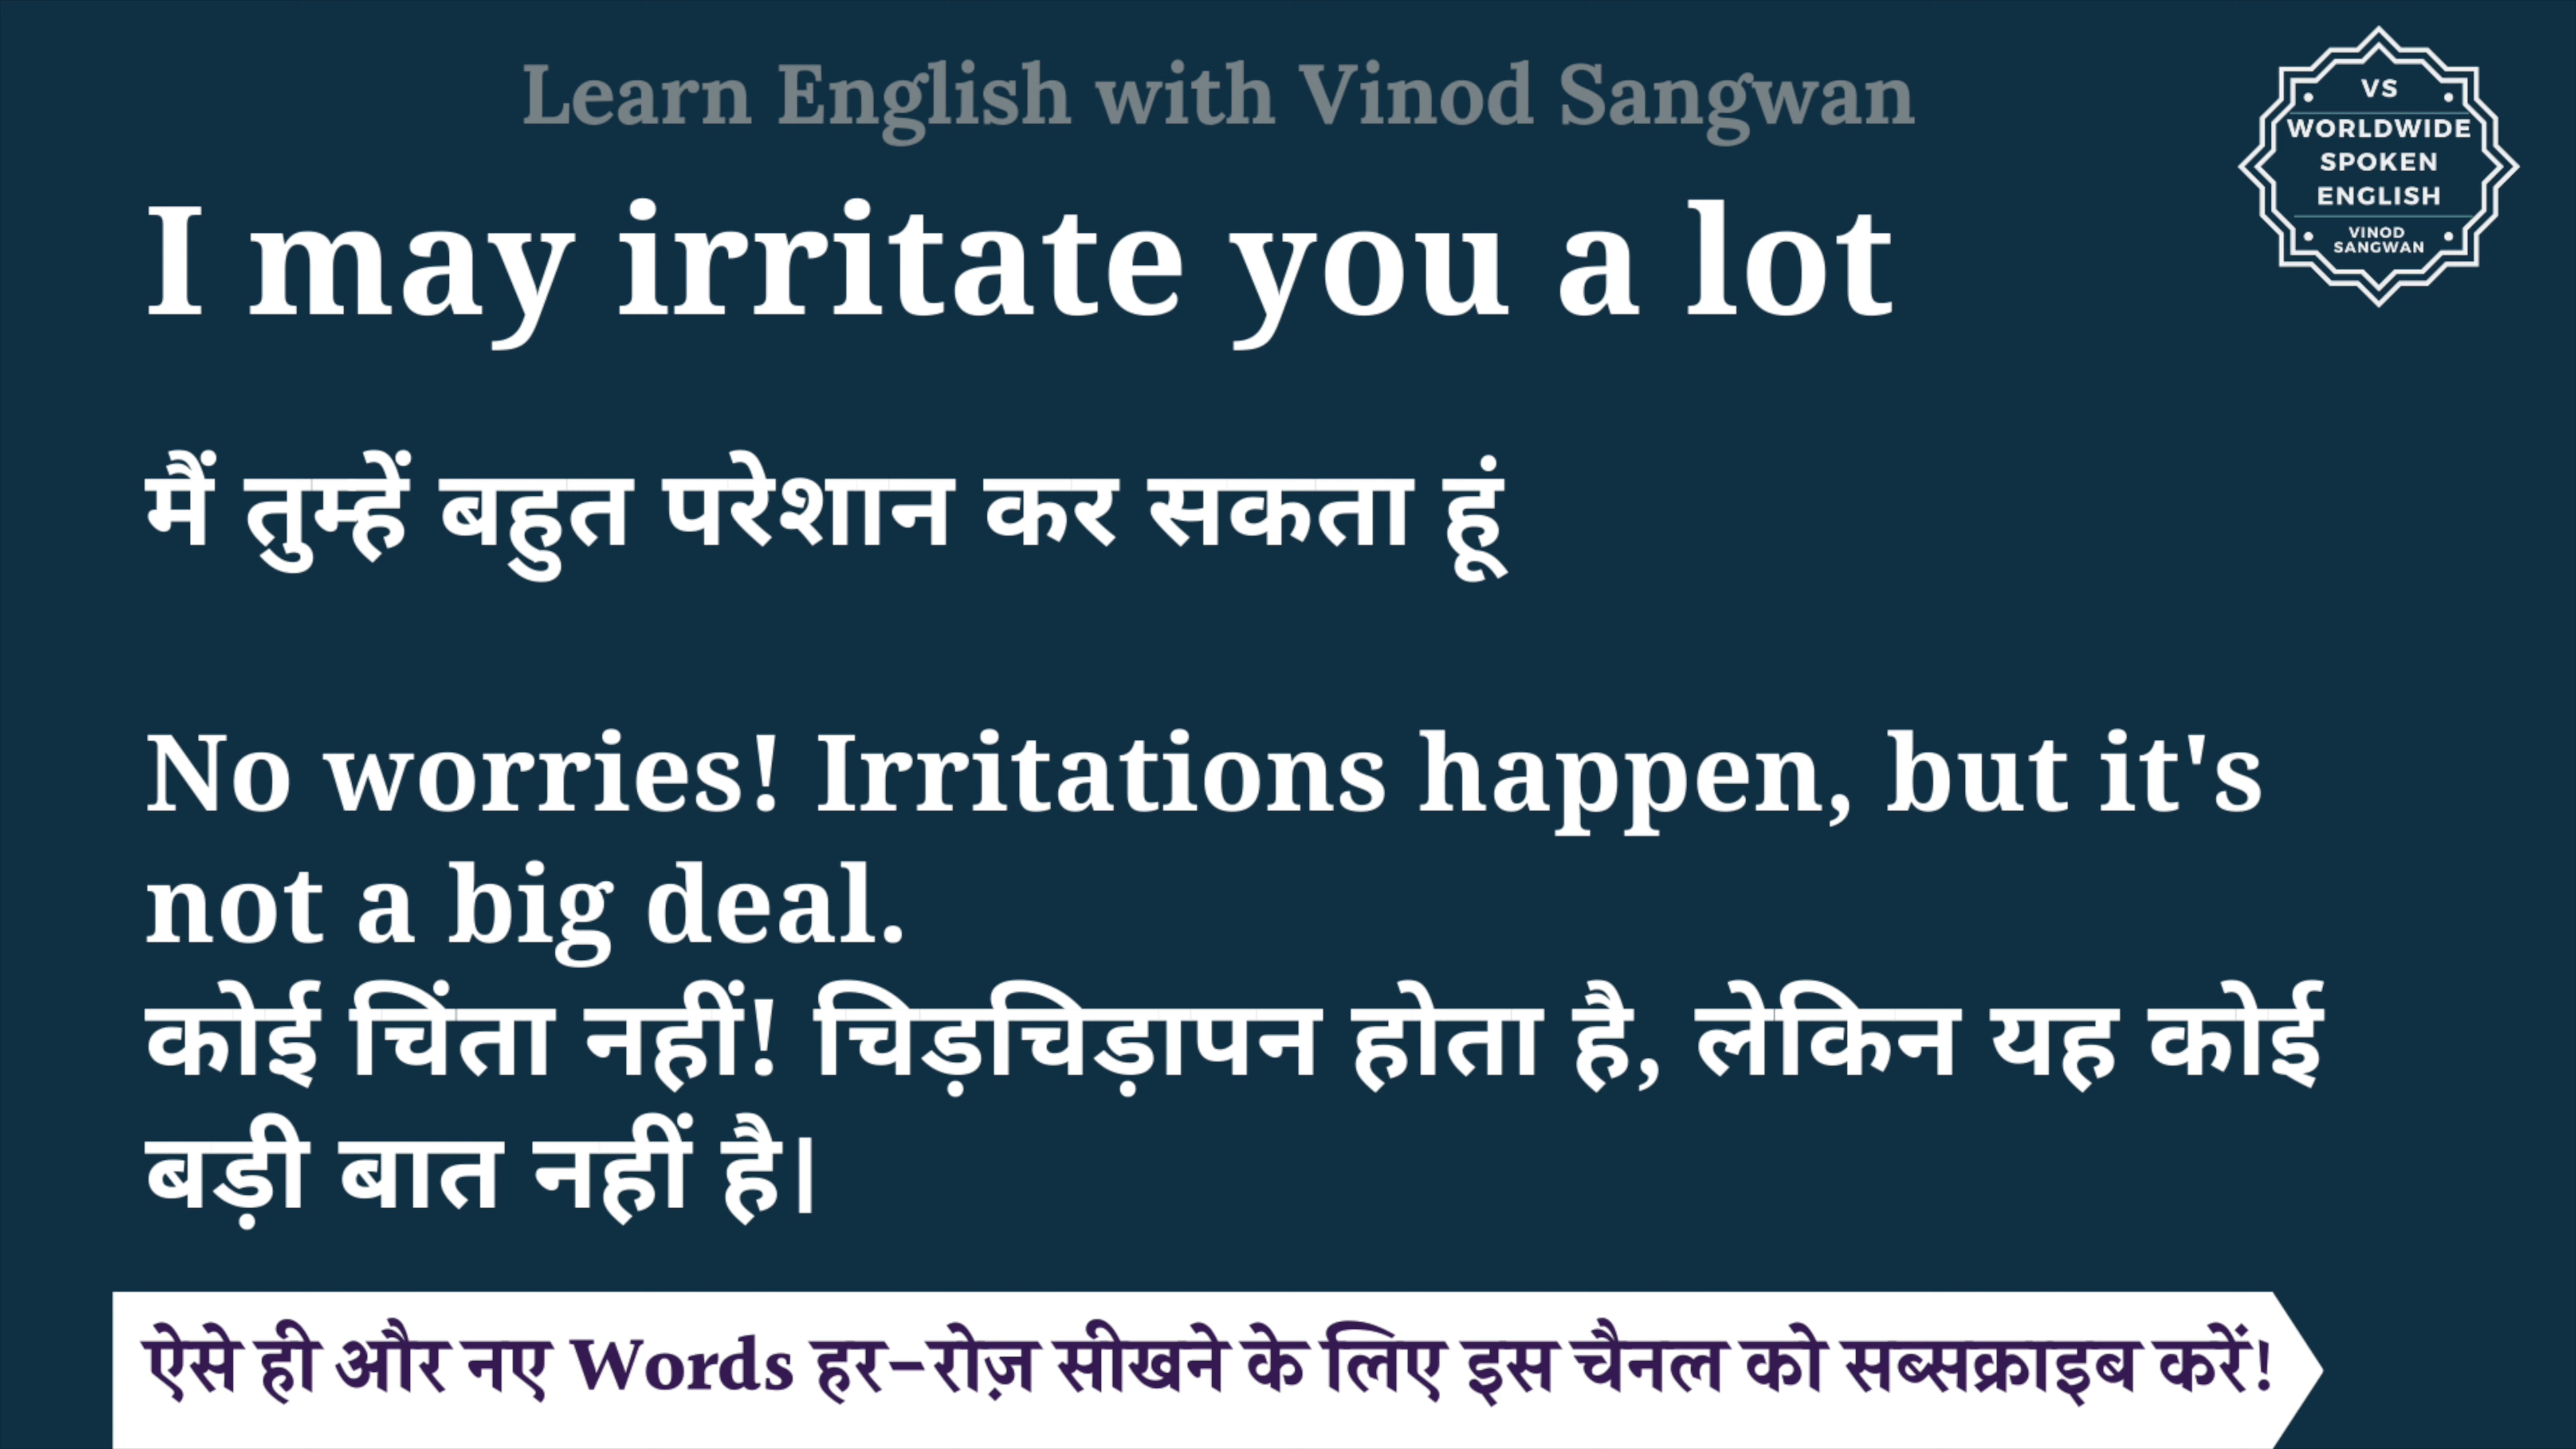 Learn English with Vinod Sangwan
VS
WORLDWIDE
SPOKEN
ENGLISH
VINOD
SANGWAN
I may irritate you a lot
मैं तुम्हें बहुत परेशान कर सकता हूं
No worries! Irritations happen, but it's
not a big deal.
कोई चिंता नहीं! चिड़चिड़ापन होता है, लेकिन यह कोई
बड़ी बात नहीं है।
ऐसे ही और नए Words हर-रोज़ सीखने के लिए इस चैनल को सब्सक्राइब करें!